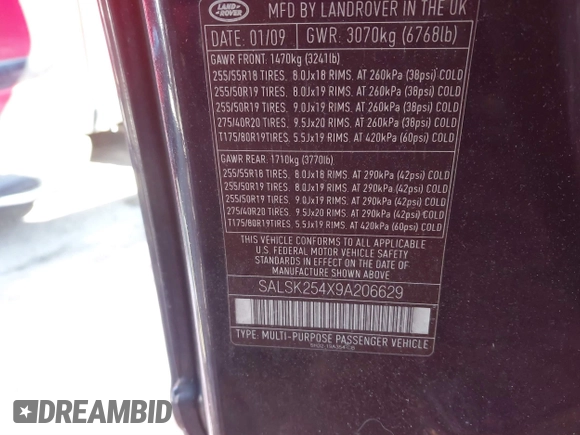 LAND ROVER
MFD BY LANDROVER IN THE UK
DATE: 01/09 GWR: 3070kg (6768lb)
GAWR FRONT: 1470kg (3241lb)
255/55R18 TIRES, 8.0Jx18 RIMS, AT 260kPa (38psi) COLD
255/50R19 TIRES, 8.0Jx19 RIMS, AT 260kPa (38psi) COLD
255/50R19 TIRES, 9.0Jx19 RIMS, AT 260kPa (38psi) COLD
275/40R20 TIRES, 9.5Jx20 RIMS, AT 260kPa (38psi) COLD
T175/80R19TIRES, 5.5Jx19 RIMS, AT 420kPa (60psi) COLD
GAWR REAR: 1710kg (3770lb)
255/55R18 TIRES, 8.0Jx18 RIMS, AT 290kPa (42psi) COLD
255/50R19TIRES, 8.0Jx19 RIMS, AT 290kPa (42psi) COLD
255/50R19 TIRES, 9.0Jx19 RIMS, AT 290kPa (42psi) COLD
275/40R20 TIRES, 9.5Jx20 RIMS, AT 290kPa (42psi) COLD
T175/80R19TIRES, 5.5Jx19 RIMS, AT 420kPa (60psi) COLD
THIS VEHICLE CONFORMS TO ALL APPLICABLE
U.S. FEDERAL MOTOR VEHICLE SAFETY
STANDARDS IN EFFECT ON THE DATE OF
MANUFACTURE SHOWN ABOVE.
SALSK254X9A206629
TYPE: MULTI-PURPOSE PASSENGER VEHICLE
DREAMBID